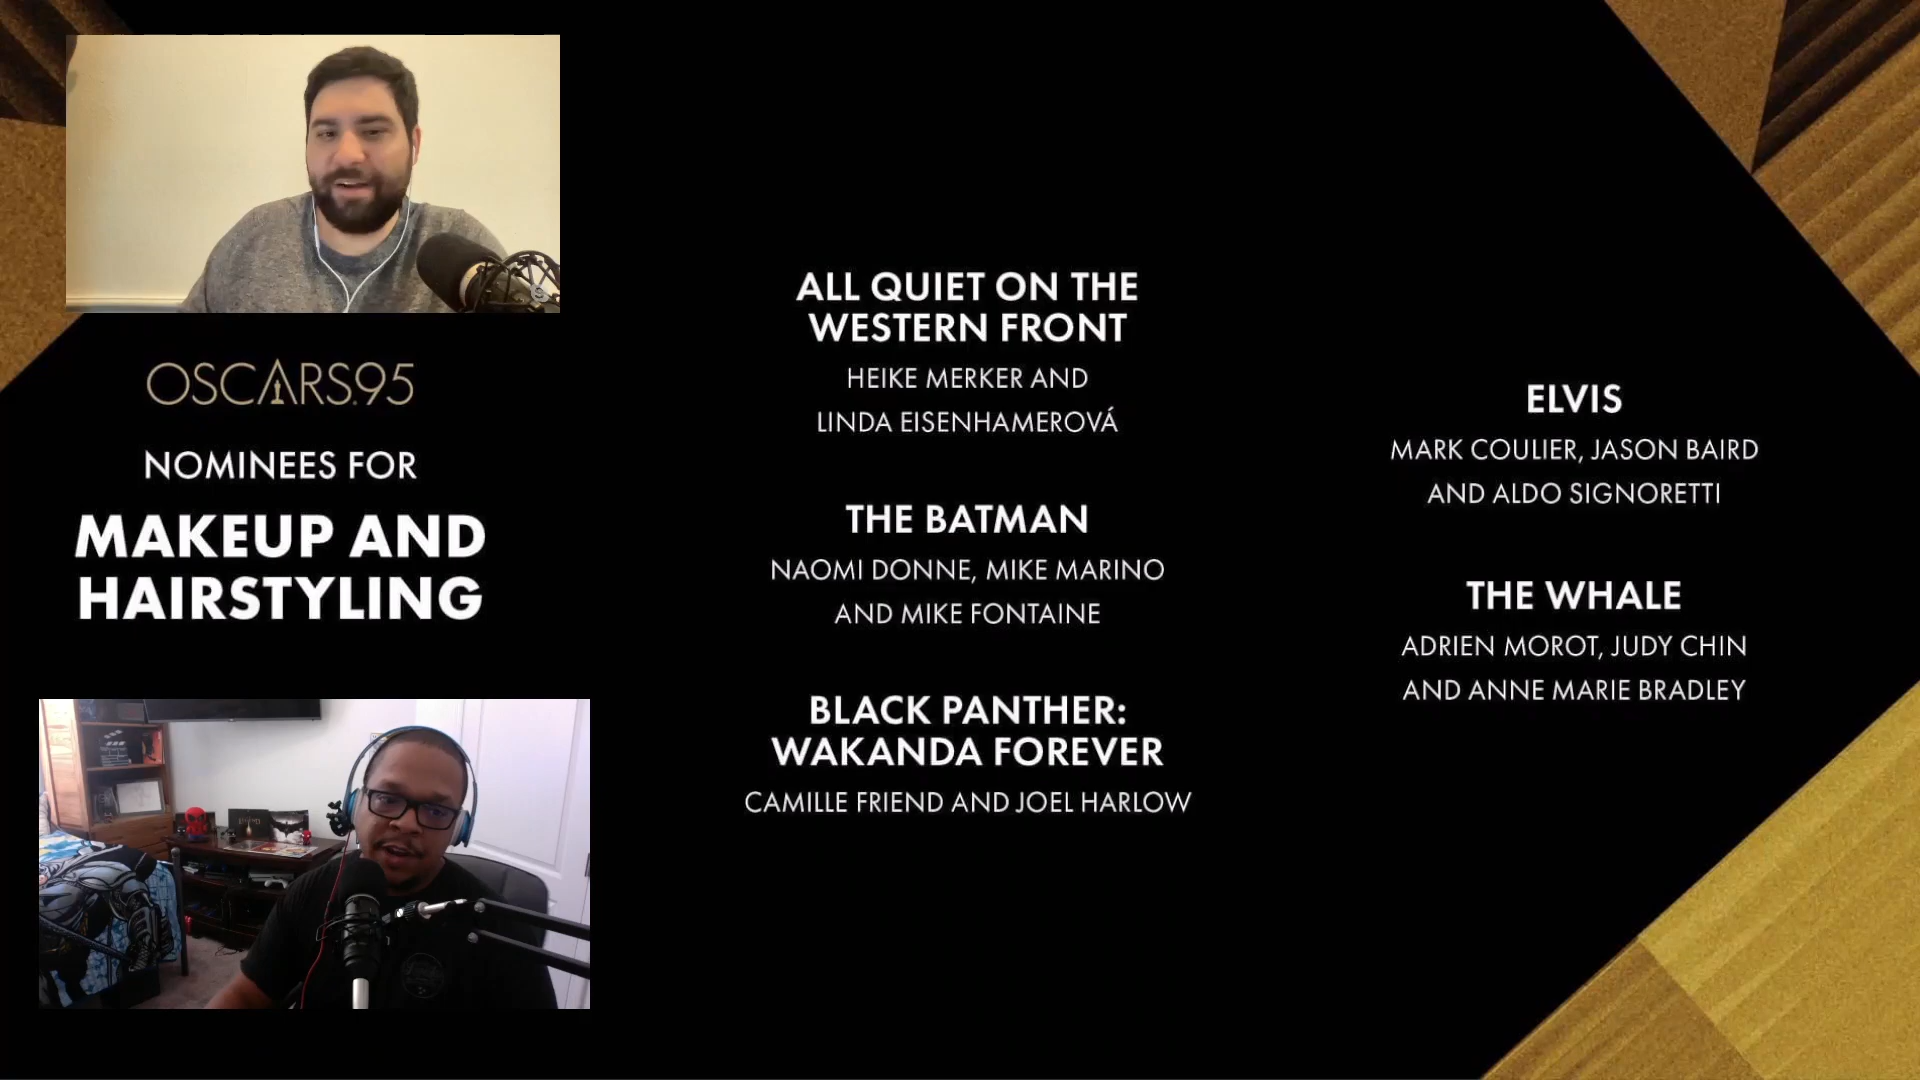 OSCARS.95
NOMINEES FOR
MAKEUP AND
HAIRSTYLING
ALL QUIET ON THE
WESTERN FRONT
HEIKE MERKER AND
LINDA EISENHAMEROVÁ
THE BATMAN
NAOMI DONNE, MIKE MARINO
AND MIKE FONTAINE
BLACK PANTHER:
WAKANDA FOREVER
CAMILLE FRIEND AND JOEL HARLOW
ELVIS
MARK COULIER, JASON BAIRD
AND ALDO SIGNORETTI
THE WHALE
ADRIEN MOROT, JUDY CHIN
AND ANNE MARIE BRADLEY